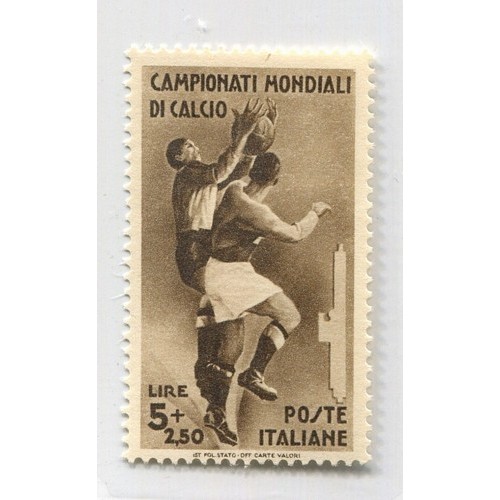 CAMPIONATI MONDIALI
DI CALCIO
LIRE
5+
2,50
POSTE
ITALIANE
IST. POL. STATO - OFF. CARTE VALORI